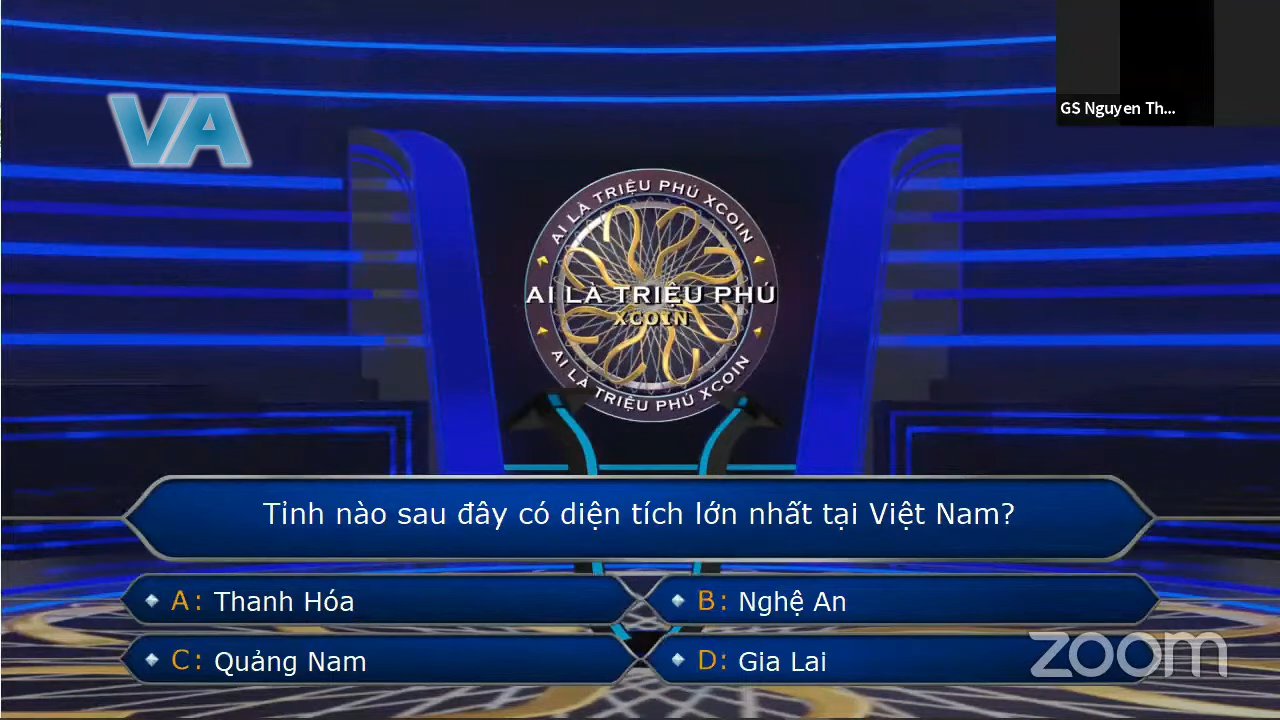 VA
GS Nguyen Th...
AI LÀ TRIỆU PHÚ XCOIN
AI LÀ TRIỆU PHÚ
XCOIN
AI LÀ TRIỆU PHÚ XCOIN
Tỉnh nào sau đây có diện tích lớn nhất tại Việt Nam?
A: Thanh Hóa
B: Nghệ An
C: Quảng Nam
D: Gia Lai
zoom